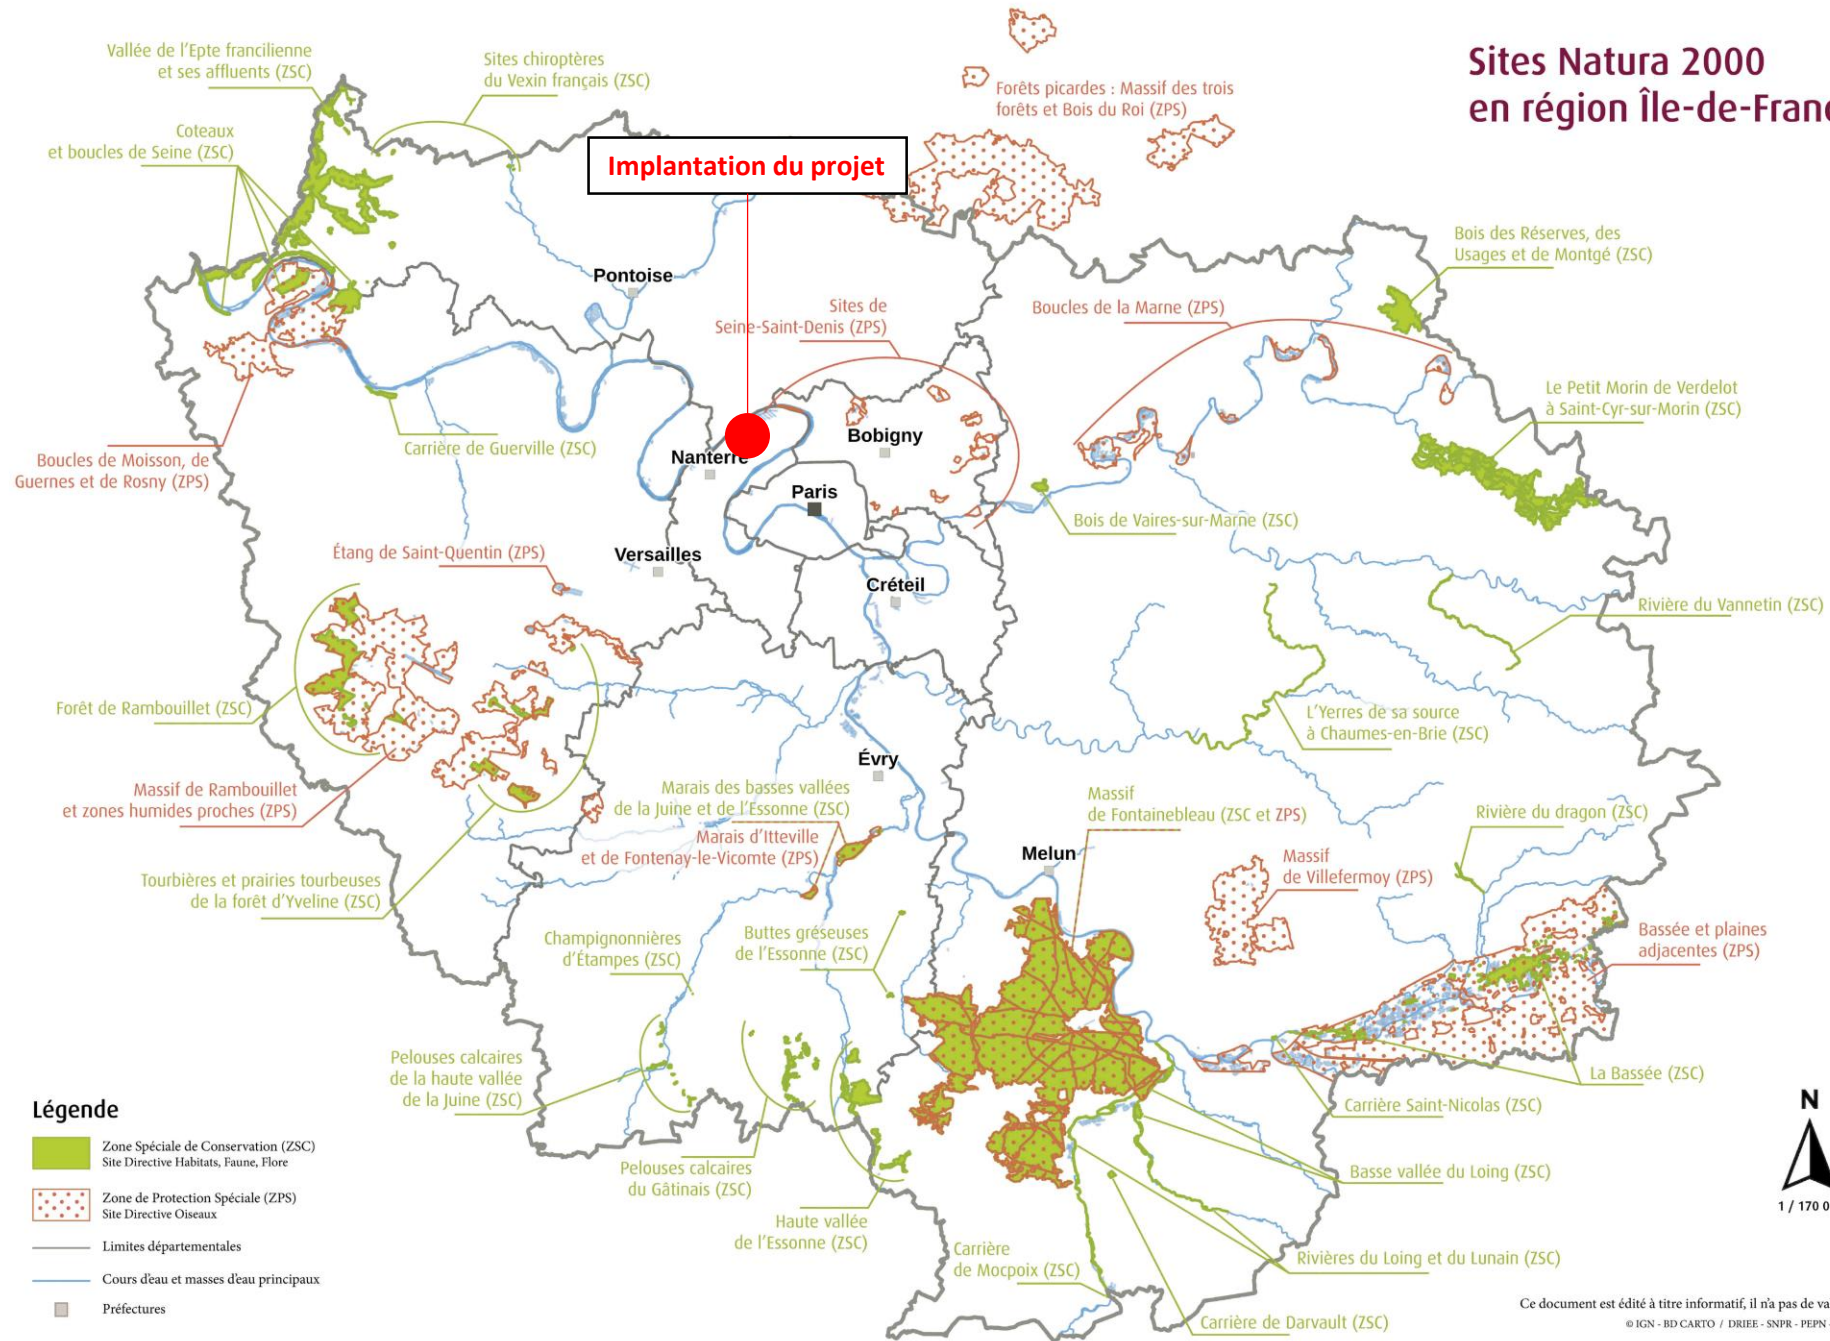 Sites Natura 2000
en région Île-de-Fran
Vallée de l'Epte francilienne
et ses affluents (ZSC)
Sites chiroptères
du Vexin français (ZSC)
Forêts picardes : Massif des trois
forêts et Bois du Roi (ZPS)
Coteaux
et boucles de Seine (ZSC)
Implantation du projet
Bois des Réserves, des
Usages et de Montgé (ZSC)
Pontoise
Sites de
Seine-Saint-Denis (ZPS)
Boucles de la Marne (ZPS)
Le Petit Morin de Verdelot
à Saint-Cyr-sur-Morin (ZSC)
Carrière de Guerville (ZSC)
Bobigny
Nanterre
Boucles de Moisson, de
Guernes et de Rosny (ZPS)
Paris
Bois de Vaires-sur-Marne (ZSC)
Étang de Saint-Quentin (ZPS)
Versailles
Créteil
Rivière du Vannetin (ZSC)
Forêt de Rambouillet (ZSC)
L'Yerres de sa source
à Chaumes-en-Brie (ZSC)
Évry
Massif de Rambouillet
et zones humides proches (ZPS)
Marais des basses vallées
de la Juine et de l'Essonne (ZSC)
Marais d'Itteville
et de Fontenay-le-Vicomte (ZPS)
Massif
de Fontainebleau (ZSC et ZPS)
Rivière du dragon (ZSC)
Melun
Massif
de Villefermoy (ZPS)
Tourbières et prairies tourbeuses
de la forêt d'Yveline (ZSC)
Champignonnières
d'Étampes (ZSC)
Buttes gréseuses
de l'Essonne (ZSC)
Bassée et plaines
adjacentes (ZPS)
Pelouses calcaires
de la haute vallée
de la Juine (ZSC)
La Bassée (ZSC)
Carrière Saint-Nicolas (ZSC)
Pelouses calcaires
du Gâtinais (ZSC)
Basse vallée du Loing (ZSC)
Haute vallée
de l'Essonne (ZSC)
Carrière
de Mocpoix (ZSC)
Rivières du Loing et du Lunain (ZSC)
Carrière de Darvault (ZSC)
Légende
Zone Spéciale de Conservation (ZSC)
Site Directive Habitats, Faune, Flore
Zone de Protection Spéciale (ZPS)
Site Directive Oiseaux
Limites départementales
Cours d'eau et masses d'eau principaux
Préfectures
N
1 / 170 0
Ce document est édité à titre informatif, il n'a pas de va
© IGN - BD CARTO / DRIEE - SNPR - PEPN